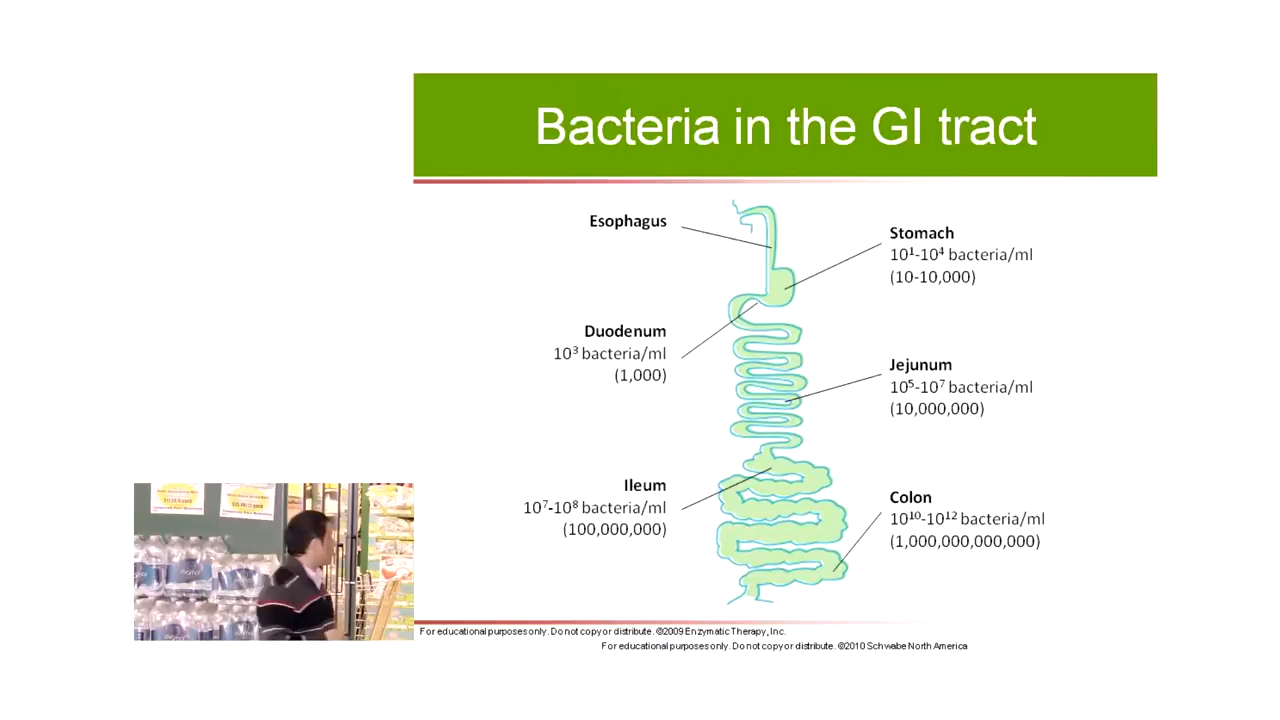 Bacteria in the GI tract
Esophagus
Stomach
10¹-10⁴ bacteria/ml
(10-10,000)
Duodenum
10³ bacteria/ml
(1,000)
Jejunum
10⁵-10⁷ bacteria/ml
(10,000,000)
Ileum
10⁷-10⁸ bacteria/ml
(100,000,000)
Colon
10¹⁰-10¹² bacteria/ml
(1,000,000,000,000)
For educational purposes only. Do not copy or distribute. ©2009 Enzymatic Therapy, Inc.
For educational purposes only. Do not copy or distribute. ©2010 Schwabe North America